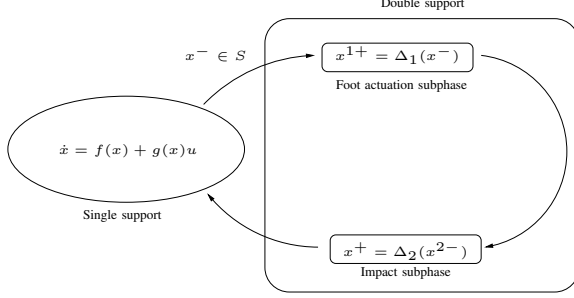 Double support
x⁻ ∈ S
x¹⁺ = Δ₁(x⁻)
Foot actuation subphase
ẋ = f(x) + g(x)u
Single support
x⁺ = Δ₂(x²⁻)
Impact subphase